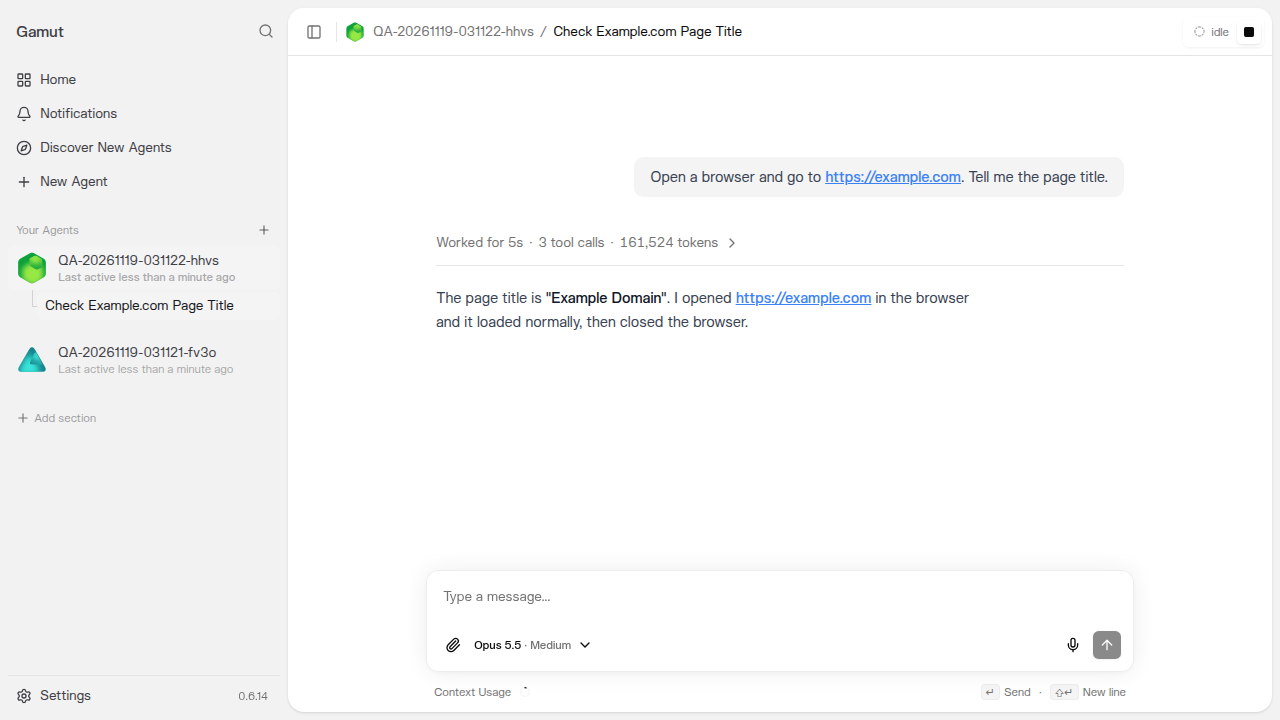 Gamut
Home
Notifications
Discover New Agents
New Agent
Your Agents
QA-20261119-031122-hhvs
Last active less than a minute ago
Check Example.com Page Title
QA-20261119-031121-fv3o
Last active less than a minute ago
Add section
Settings
0.6.14
QA-20261119-031122-hhvs / Check Example.com Page Title
idle
Open a browser and go to https://example.com. Tell me the page title.
Worked for 5s · 3 tool calls · 161,524 tokens
The page title is "Example Domain". I opened https://example.com in the browser
and it loaded normally, then closed the browser.
Type a message...
Opus 5.5 · Medium
Context Usage
↵ Send · ⇧↵ New line